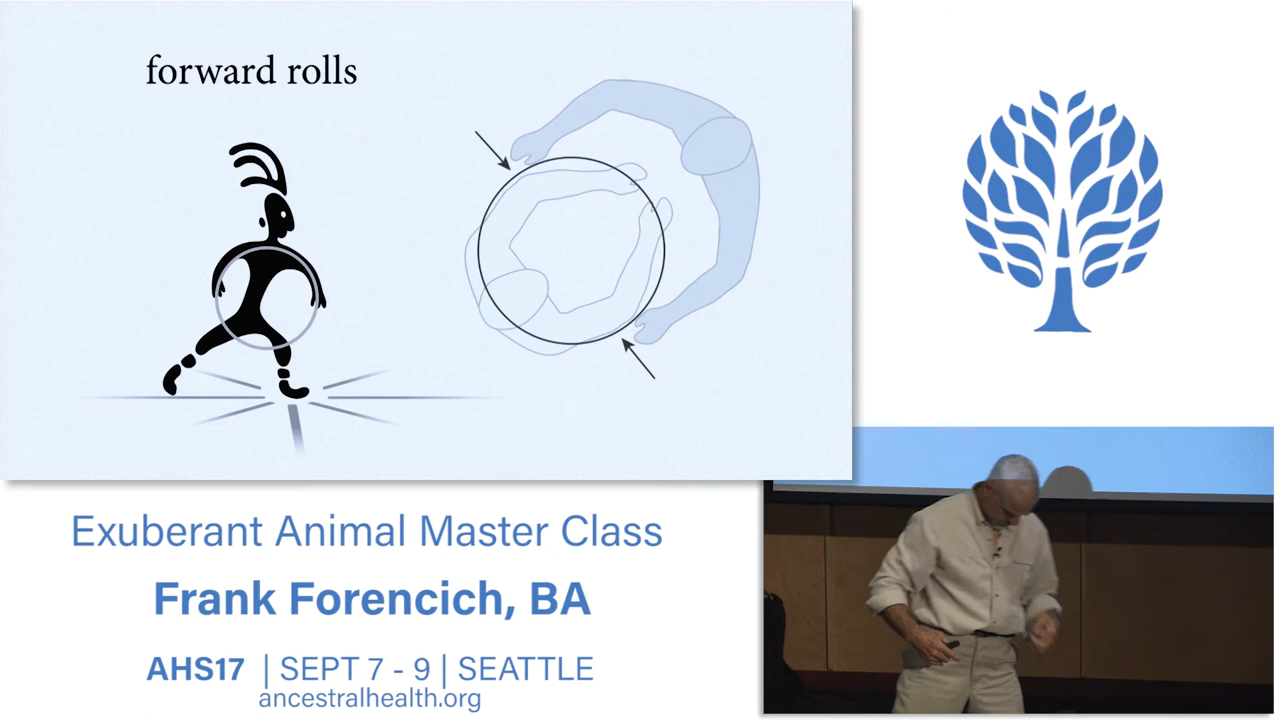 forward rolls
Exuberant Animal Master Class
Frank Forencich, BA
AHS17 | SEPT 7 - 9 | SEATTLE
ancestralhealth.org